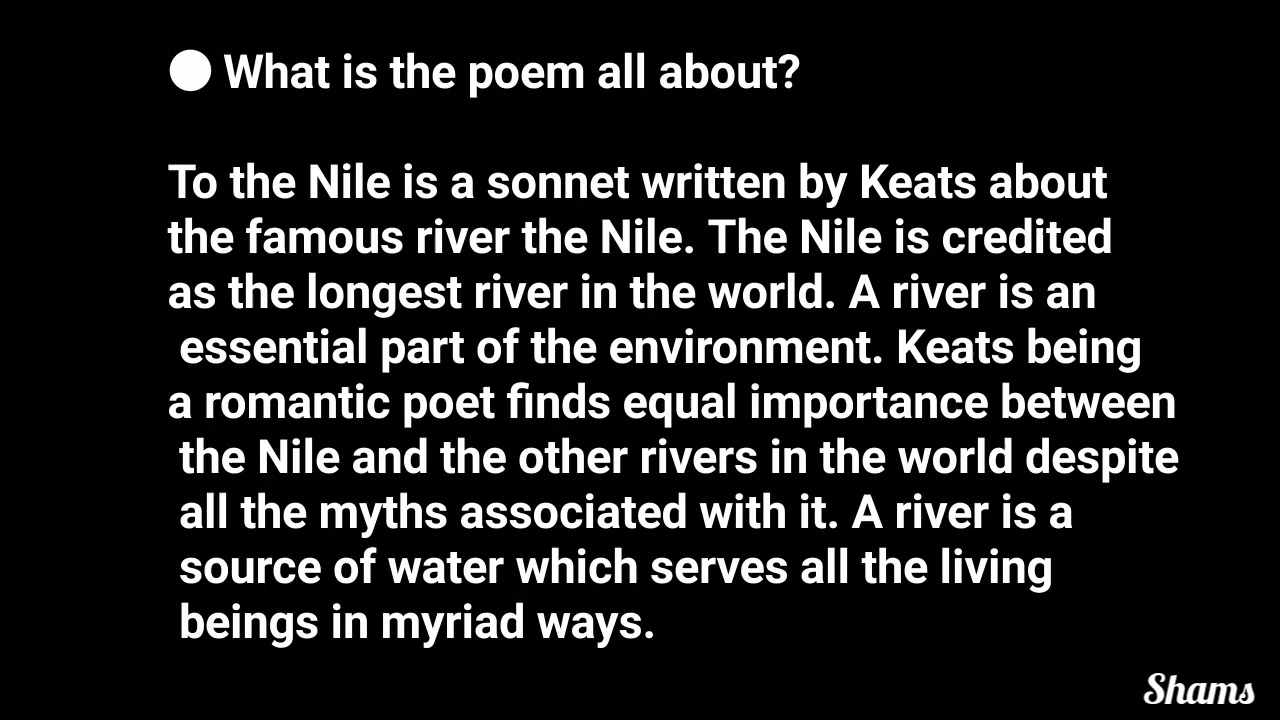 ● What is the poem all about?
To the Nile is a sonnet written by Keats about
the famous river the Nile. The Nile is credited
as the longest river in the world. A river is an
essential part of the environment. Keats being
a romantic poet finds equal importance between
the Nile and the other rivers in the world despite
all the myths associated with it. A river is a
source of water which serves all the living
beings in myriad ways.
Shams